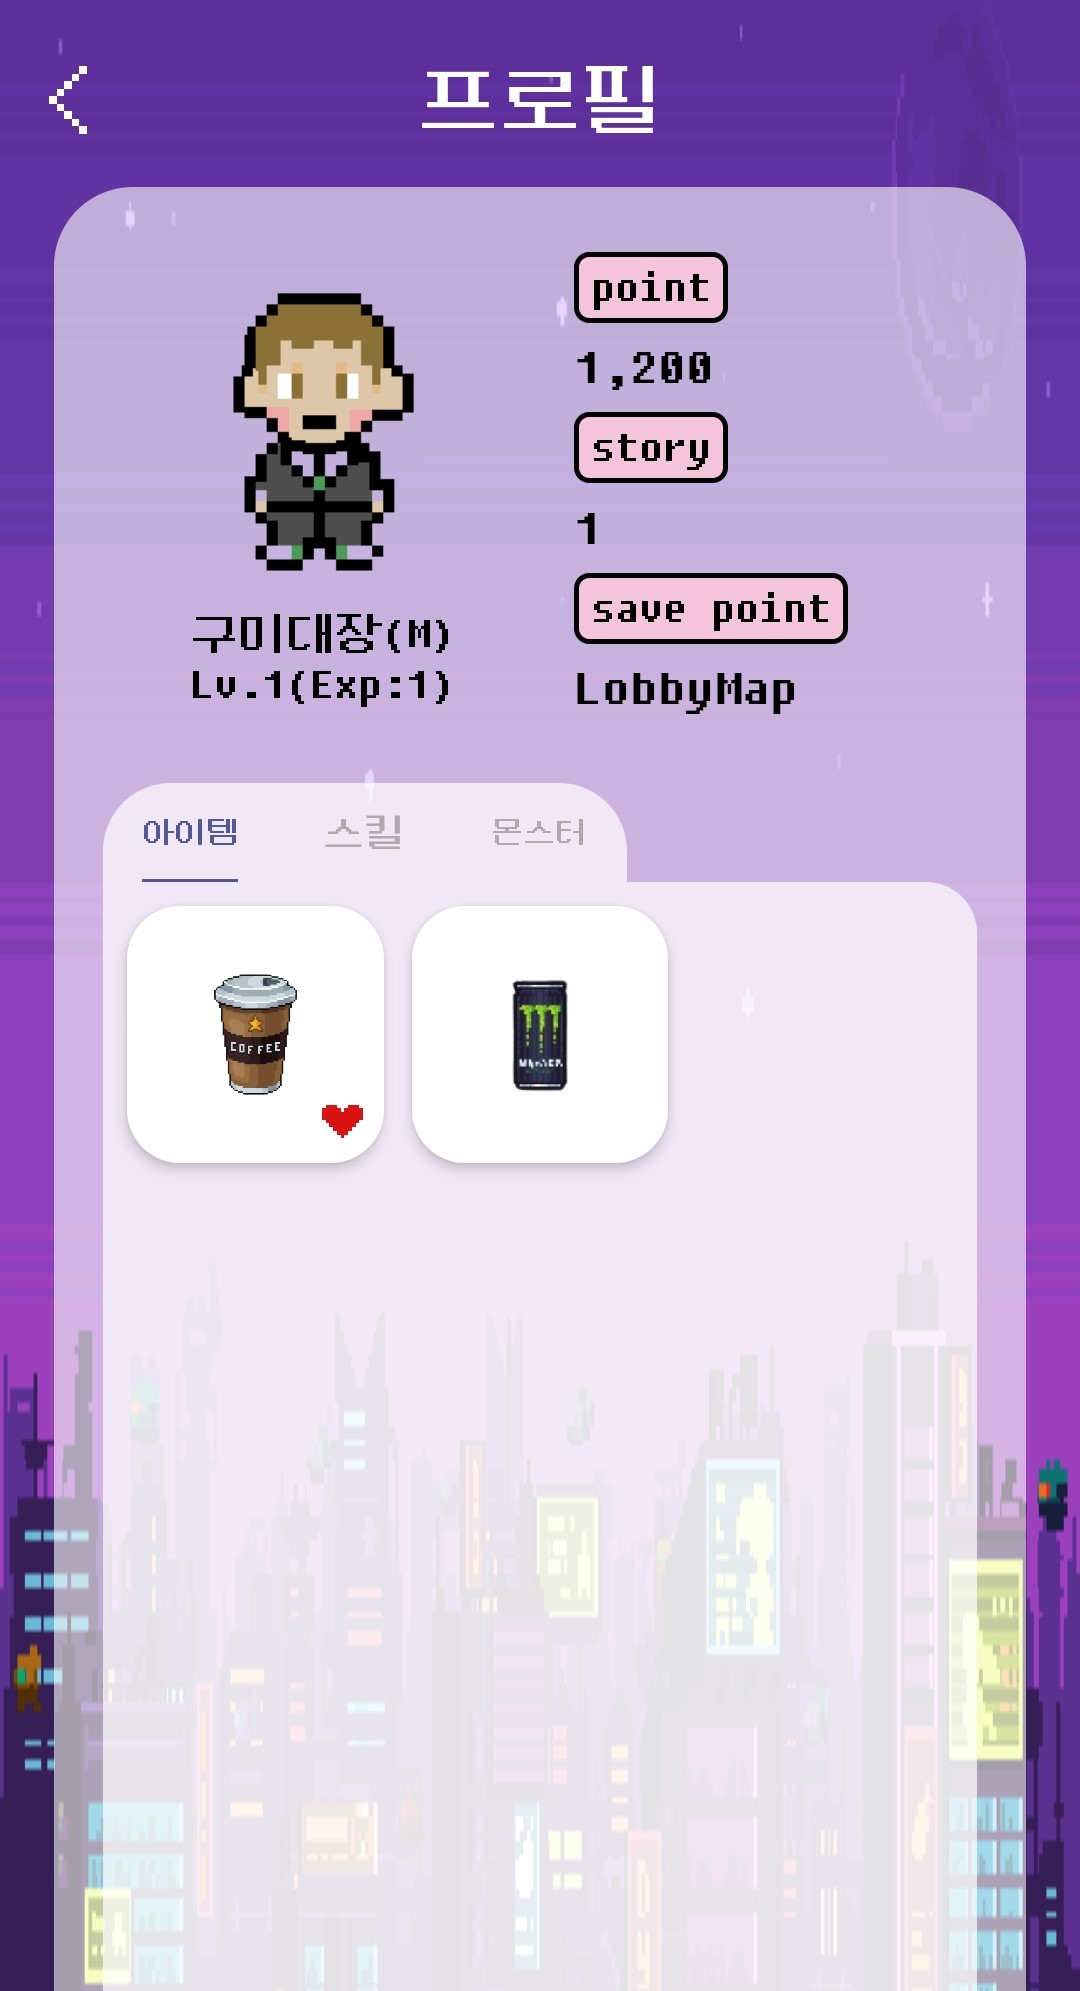 프로필
point
1,200
story
1
save point
LobbyMap
구미대장(M)
Lv.1(Exp:1)
아이템 스킬 몬스터
COFFEE